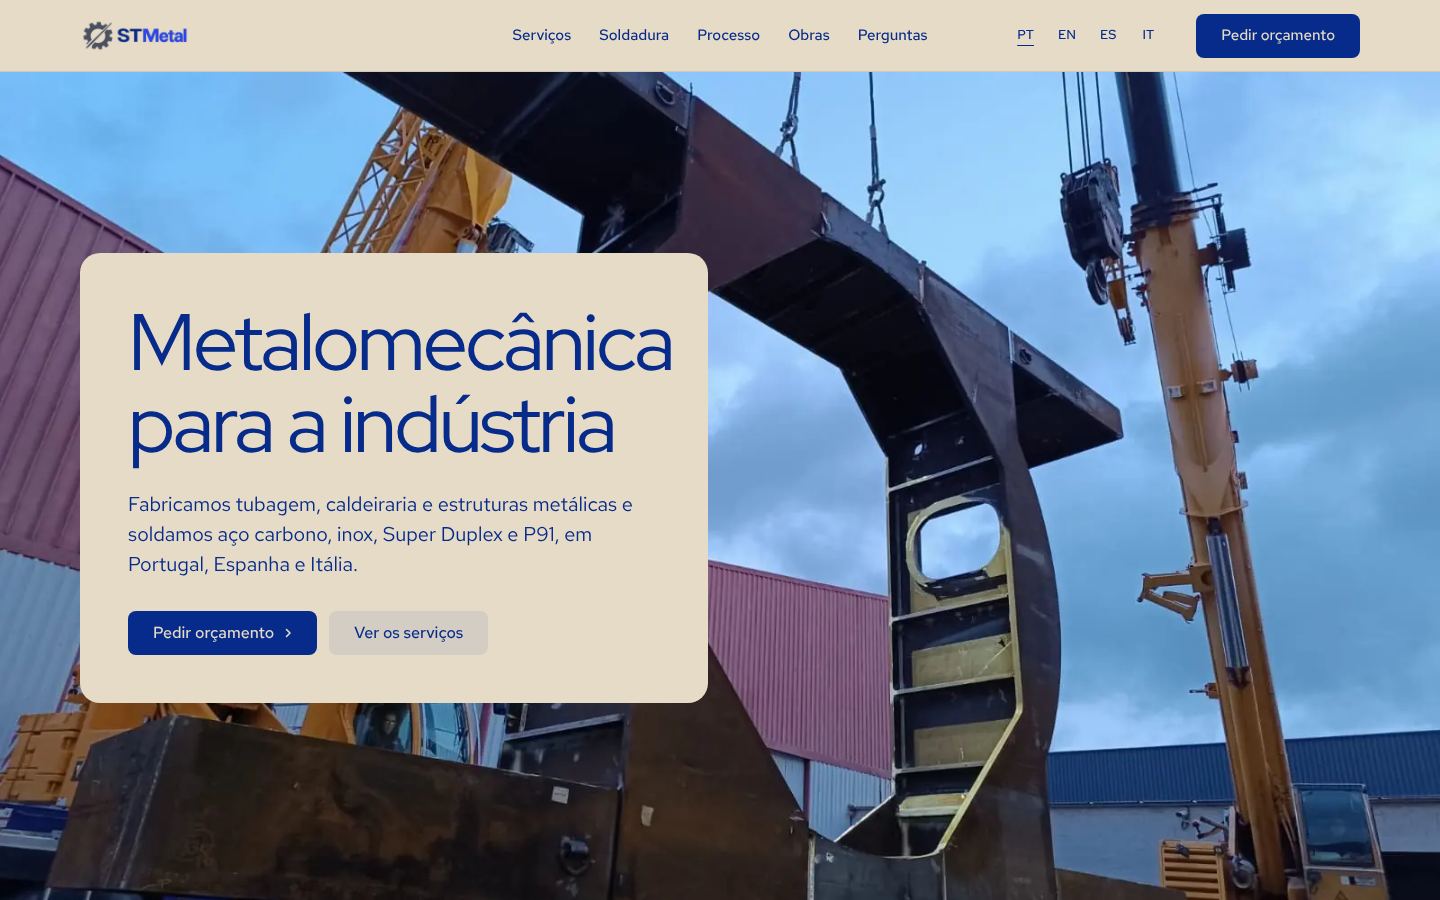 STMetal
Serviços
Soldadura
Processo
Obras
Perguntas
PT
EN
ES
IT
Pedir orçamento
Metalomecânica
para a indústria
Fabricamos tubagem, caldeiraria e estruturas metálicas e
soldamos aço carbono, inox, Super Duplex e P91, em
Portugal, Espanha e Itália.
Pedir orçamento
Ver os serviços